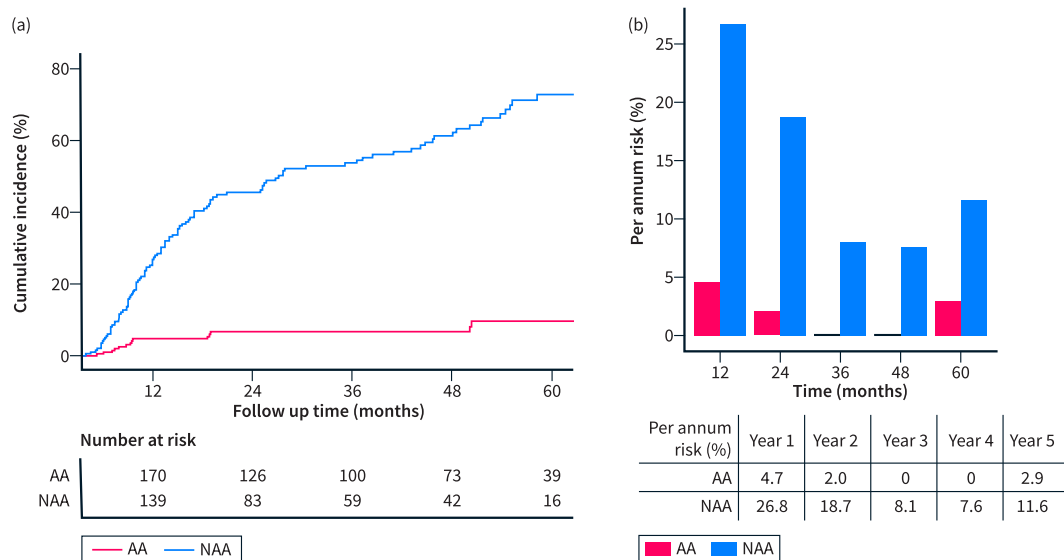 (a)
Cumulative incidence (%)
80
60
40
20
0
12 24 36 48 60
Follow up time (months)
Number at risk
AA 170 126 100 73 39
NAA 139 83 59 42 16
AA NAA
(b)
Per annum risk (%)
25
20
15
10
5
0
12 24 36 48 60
Time (months)
Per annum
risk (%) Year 1 Year 2 Year 3 Year 4 Year 5
AA 4.7 2.0 0 0 2.9
NAA 26.8 18.7 8.1 7.6 11.6
AA NAA